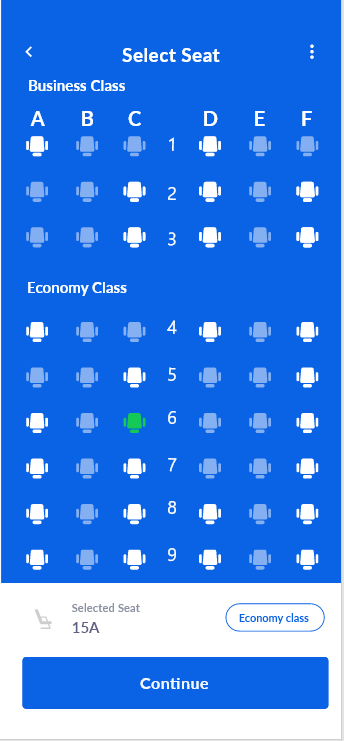 Select Seat
Business Class
A B C D E F
1
2
3
Economy Class
4
5
6
7
8
9
Selected Seat
15A
Economy class
Continue